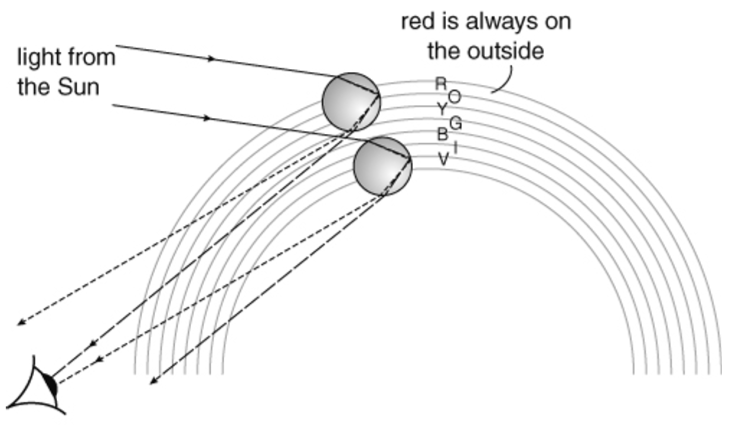 red is always on
the outside
light from
the Sun
R
O
Y
G
B
I
V